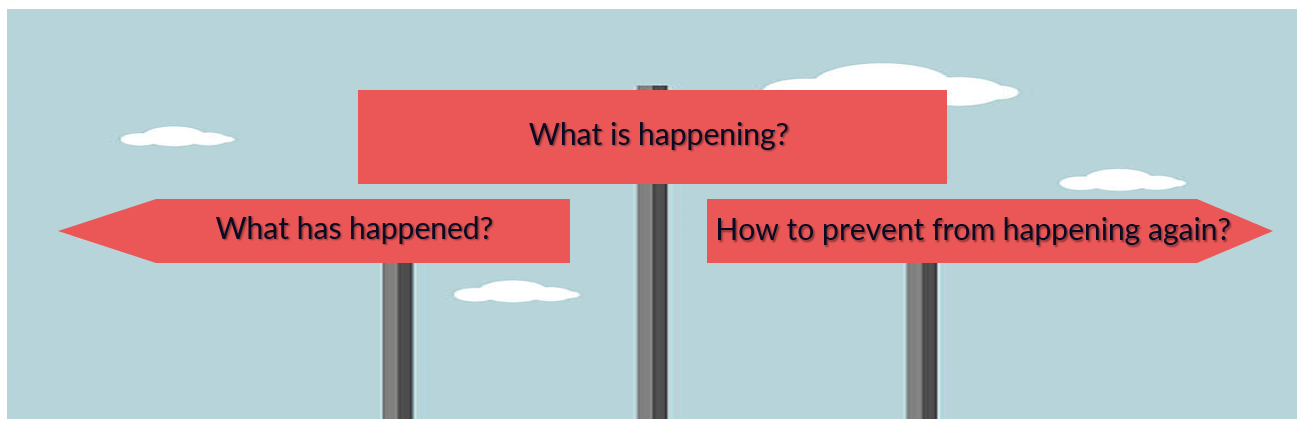 What is happening?
What has happened?
How to prevent from happening again?